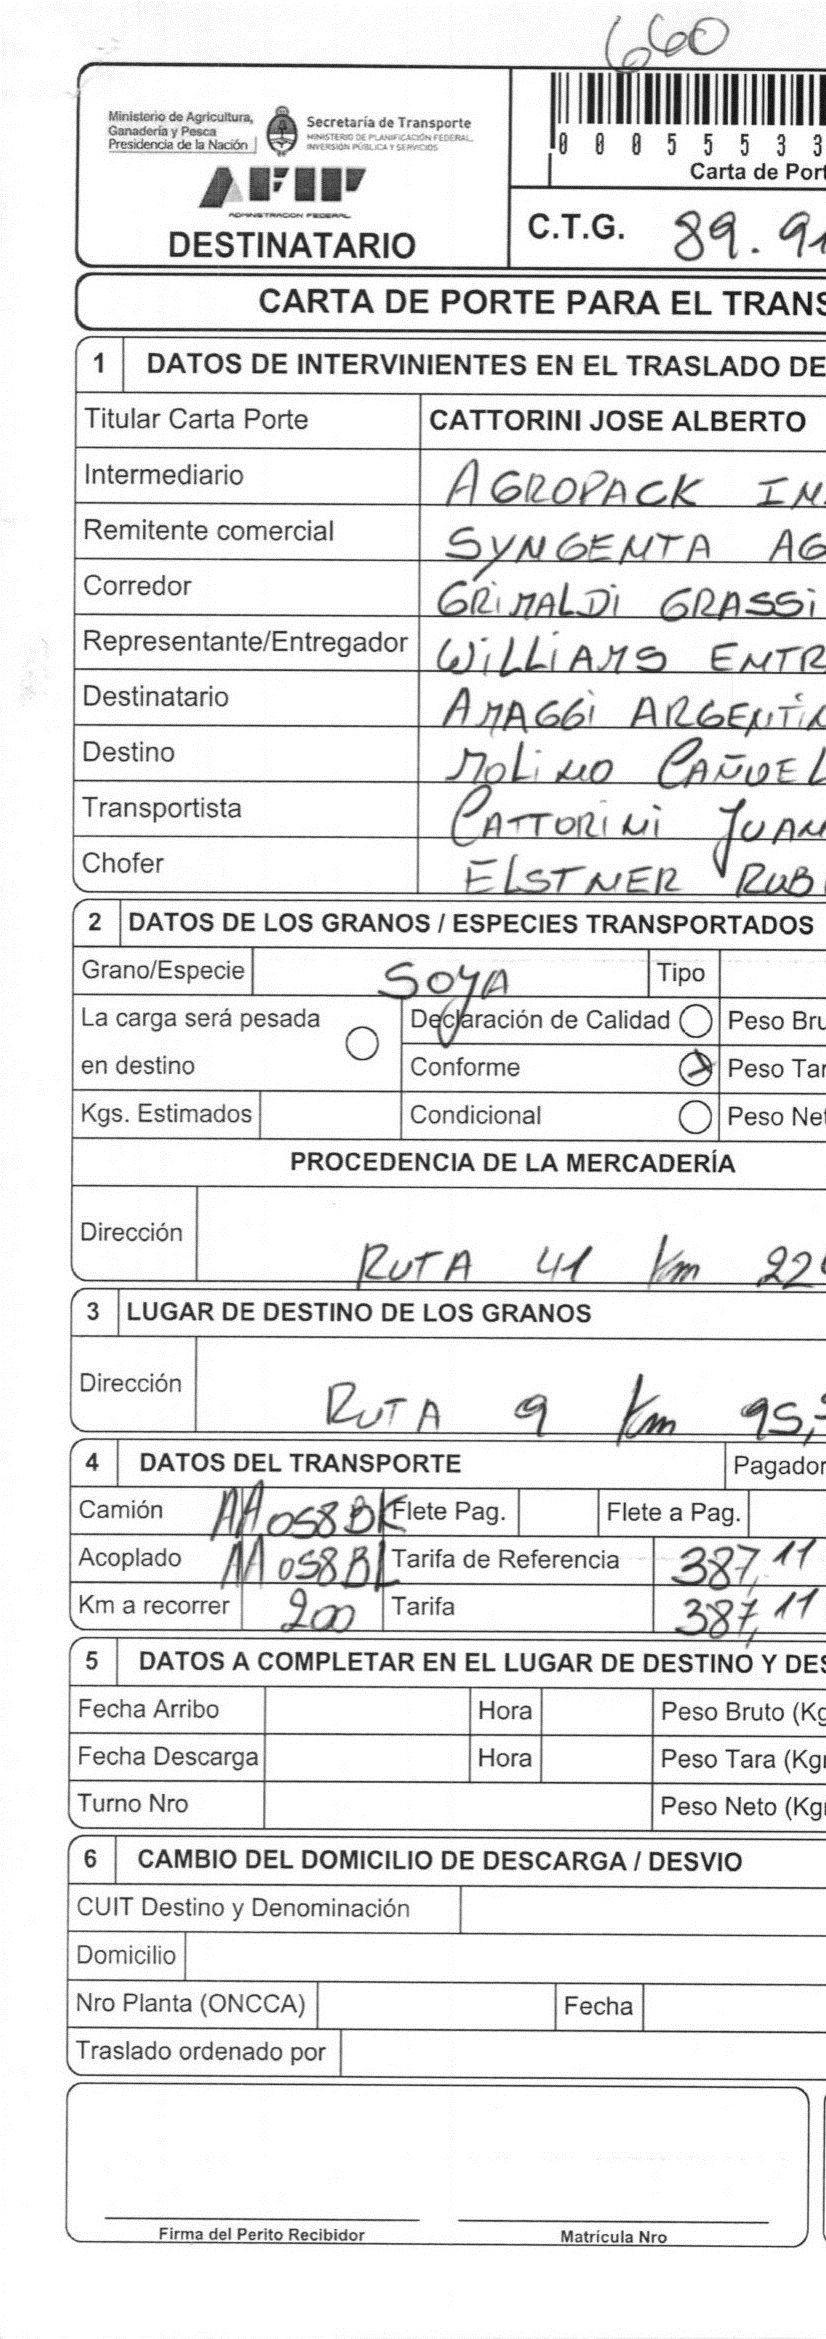 660
Ministerio de Agricultura,
Ganadería y Pesca
Presidencia de la Nación
Secretaría de Transporte
MINISTERIO DE PLANIFICACIÓN FEDERAL,
INVERSIÓN PÚBLICA Y SERVICIOS
AFIP
ADMINISTRACION FEDERAL
DESTINATARIO
0 0 0 5 5 5 3 3
Carta de Port
C.T.G. 89.91
CARTA DE PORTE PARA EL TRANS
1 DATOS DE INTERVINIENTES EN EL TRASLADO DE
Titular Carta Porte CATTORINI JOSE ALBERTO
Intermediario AGROPACK IN
Remitente comercial SYNGENTA AG
Corredor GRIMALDI GRASSI
Representante/Entregador WILLIAMS ENTR
Destinatario AMAGGI ARGENTIN
Destino MOLINO CAÑUEL
Transportista CATTORINI JUAN
Chofer ELSTNER RUB
2 DATOS DE LOS GRANOS / ESPECIES TRANSPORTADOS
Grano/Especie SOYA Tipo
La carga será pesada en destino Declaración de Calidad Peso Bru
Conforme Peso Tar
Kgs. Estimados Condicional Peso Net
PROCEDENCIA DE LA MERCADERÍA
Dirección RUTA 41 Km 22
3 LUGAR DE DESTINO DE LOS GRANOS
Dirección RUTA 9 Km 95,
4 DATOS DEL TRANSPORTE Pagador
Camión AA058BK Flete Pag. Flete a Pag.
Acoplado AA058BL Tarifa de Referencia 387,11
Km a recorrer 200 Tarifa 387,11
5 DATOS A COMPLETAR EN EL LUGAR DE DESTINO Y DES
Fecha Arribo Hora Peso Bruto (Kg
Fecha Descarga Hora Peso Tara (Kgr
Turno Nro Peso Neto (Kgr
6 CAMBIO DEL DOMICILIO DE DESCARGA / DESVIO
CUIT Destino y Denominación
Domicilio
Nro Planta (ONCCA) Fecha
Traslado ordenado por
Firma del Perito Recibidor Matrícula Nro